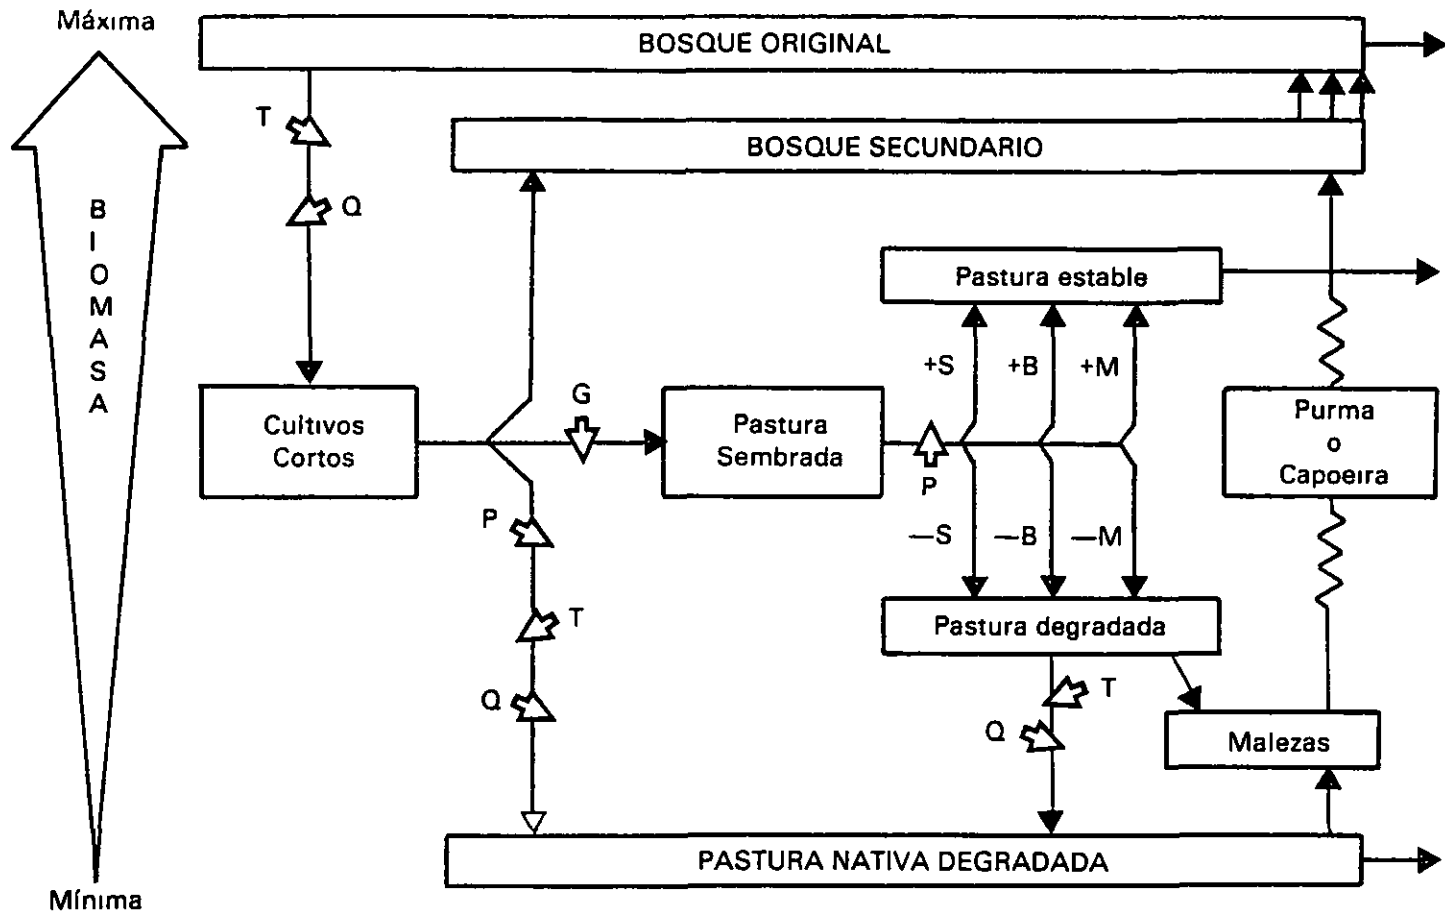 Máxima
BOSQUE ORIGINAL
T
BOSQUE SECUNDARIO
Q
BIOMASA
Pastura estable
+S +B +M
G
Cultivos
Cortos
Pastura
Sembrada
Purma
o
Capoeira
P
P
—S —B —M
T
Pastura degradada
Q
T
Q
Malezas
PASTURA NATIVA DEGRADADA
Mínima